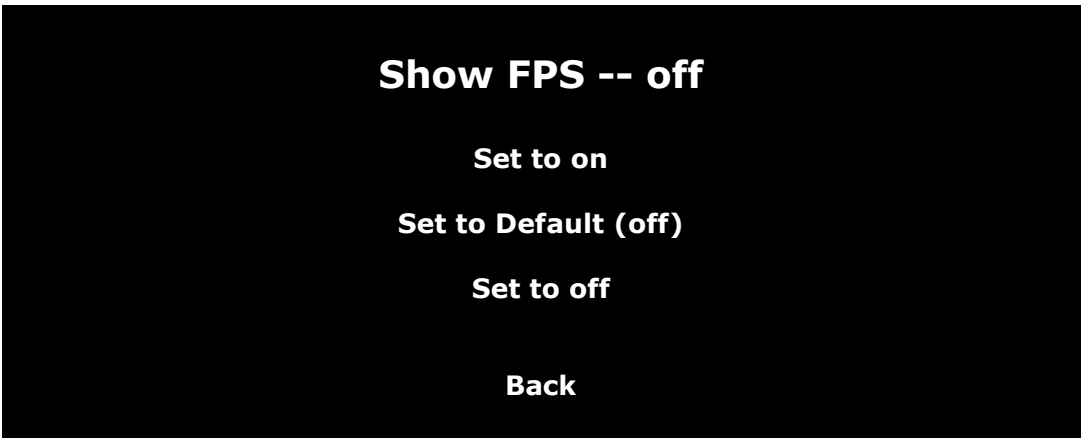 Show FPS -- off
Set to on
Set to Default (off)
Set to off
Back